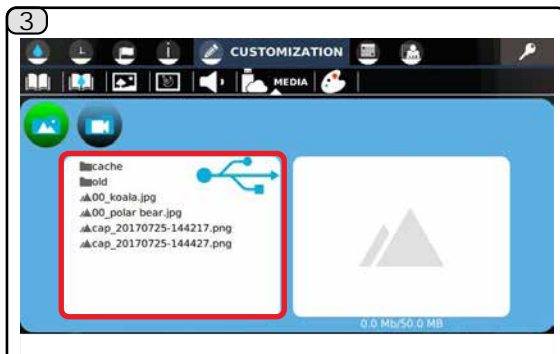 3
CUSTOMIZATION
MEDIA
cache
old
00_koala.jpg
00_polar bear.jpg
cap_20170725-144217.png
cap_20170725-144427.png
0.0 Mb/50.0 MB